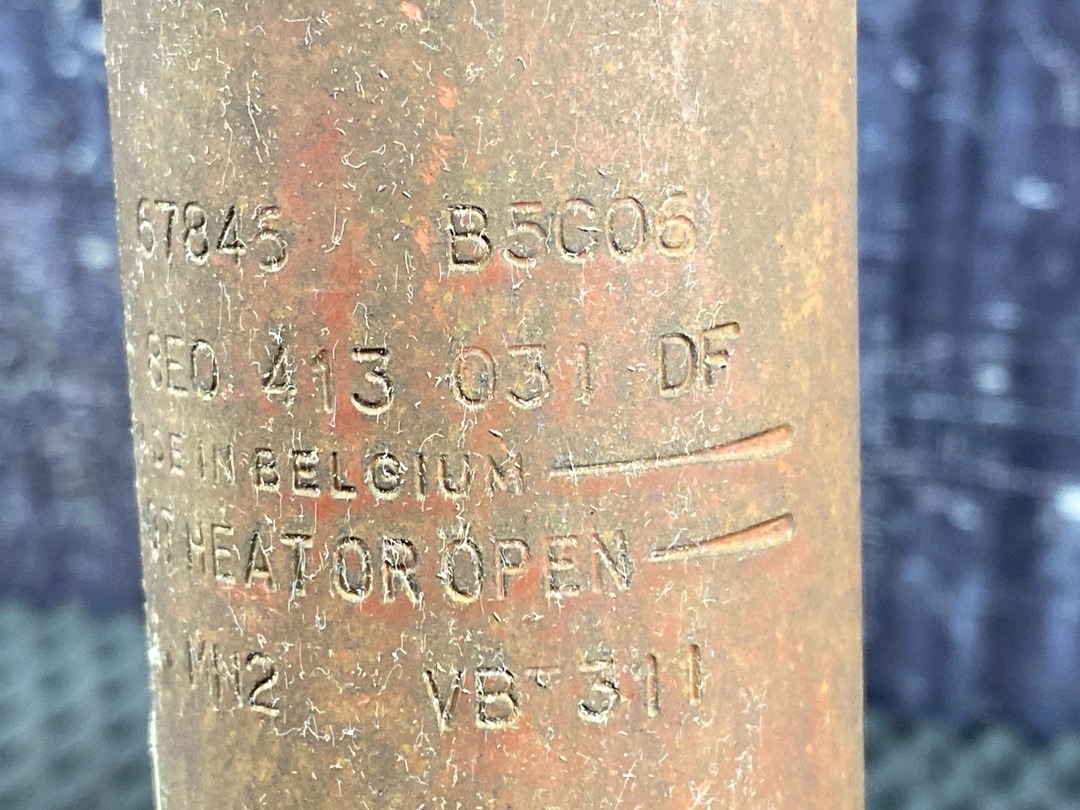 67845 B5G06
8E0 413 031 DF
IN BELGIUM
HEAT OR OPEN
VB 311